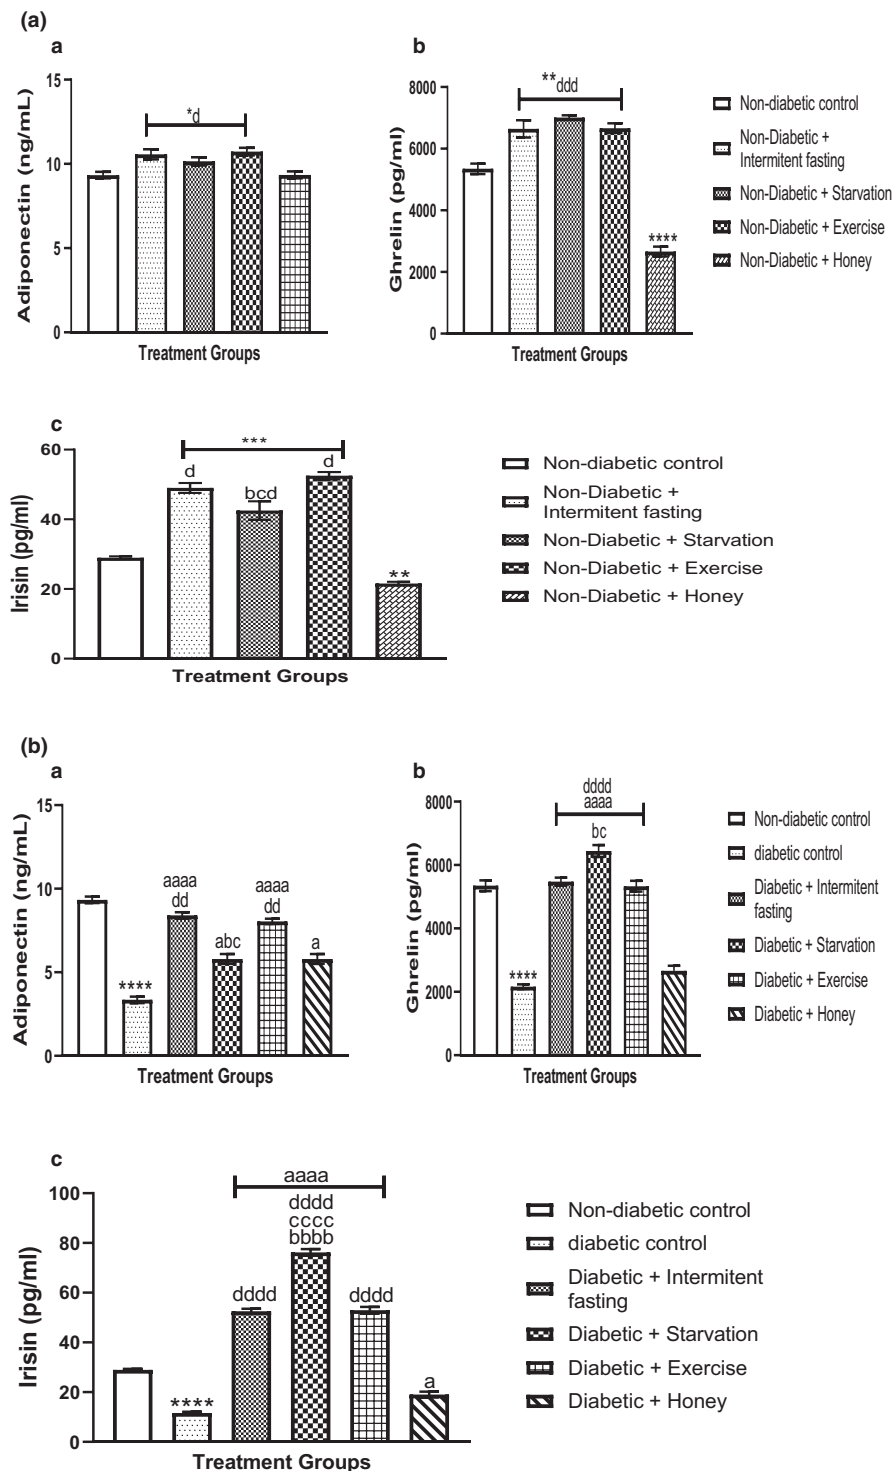 (a)
a
15
10
5
0
Adiponectin (ng/mL)
*d
Treatment Groups
b
8000
6000
4000
2000
0
Ghrelin (pg/ml)
**ddd
****
Treatment Groups
Non-diabetic control
Non-Diabetic +
Intermitent fasting
Non-Diabetic + Starvation
Non-Diabetic + Exercise
Non-Diabetic + Honey
c
60
40
20
0
Irisin (pg/ml)
***
d
bcd
d
**
Treatment Groups
Non-diabetic control
Non-Diabetic +
Intermitent fasting
Non-Diabetic + Starvation
Non-Diabetic + Exercise
Non-Diabetic + Honey
(b)
a
15
10
5
0
Adiponectin (ng/mL)
****
aaaa
dd
abc
aaaa
dd
a
Treatment Groups
b
8000
6000
4000
2000
0
Ghrelin (pg/ml)
dddd
aaaa
bc
****
Treatment Groups
Non-diabetic control
diabetic control
Diabetic + Intermitent
fasting
Diabetic + Starvation
Diabetic + Exercise
Diabetic + Honey
c
100
80
60
40
20
0
Irisin (pg/ml)
aaaa
dddd
cccc
bbbb
dddd
dddd
****
a
Treatment Groups
Non-diabetic control
diabetic control
Diabetic + Intermitent
fasting
Diabetic + Starvation
Diabetic + Exercise
Diabetic + Honey